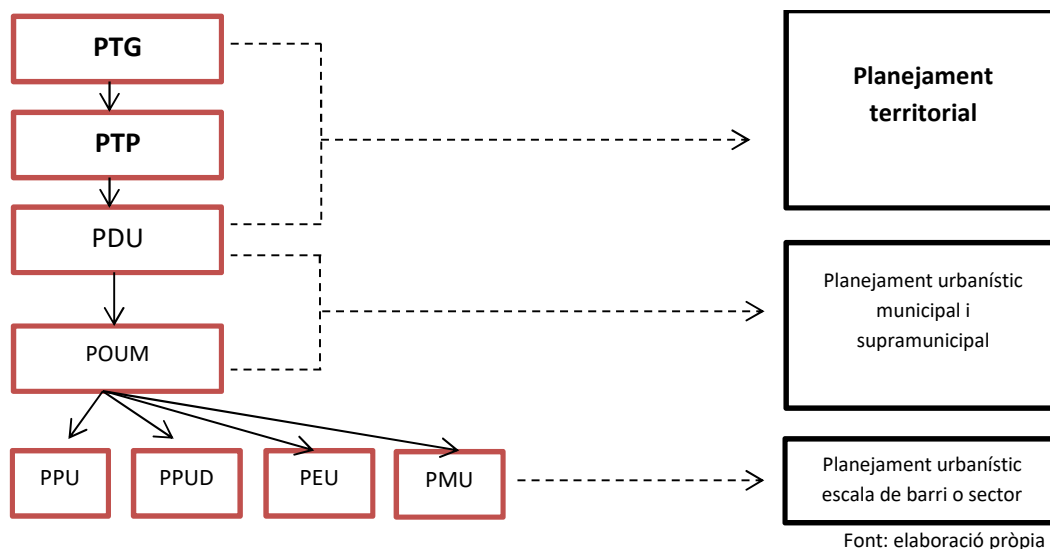 PTG
Planejament
territorial
PTP
PDU
Planejament urbanístic
municipal i
supramunicipal
POUM
PPU
PPUD
PEU
PMU
Planejament urbanístic
escala de barri o sector
Font: elaboració pròpia